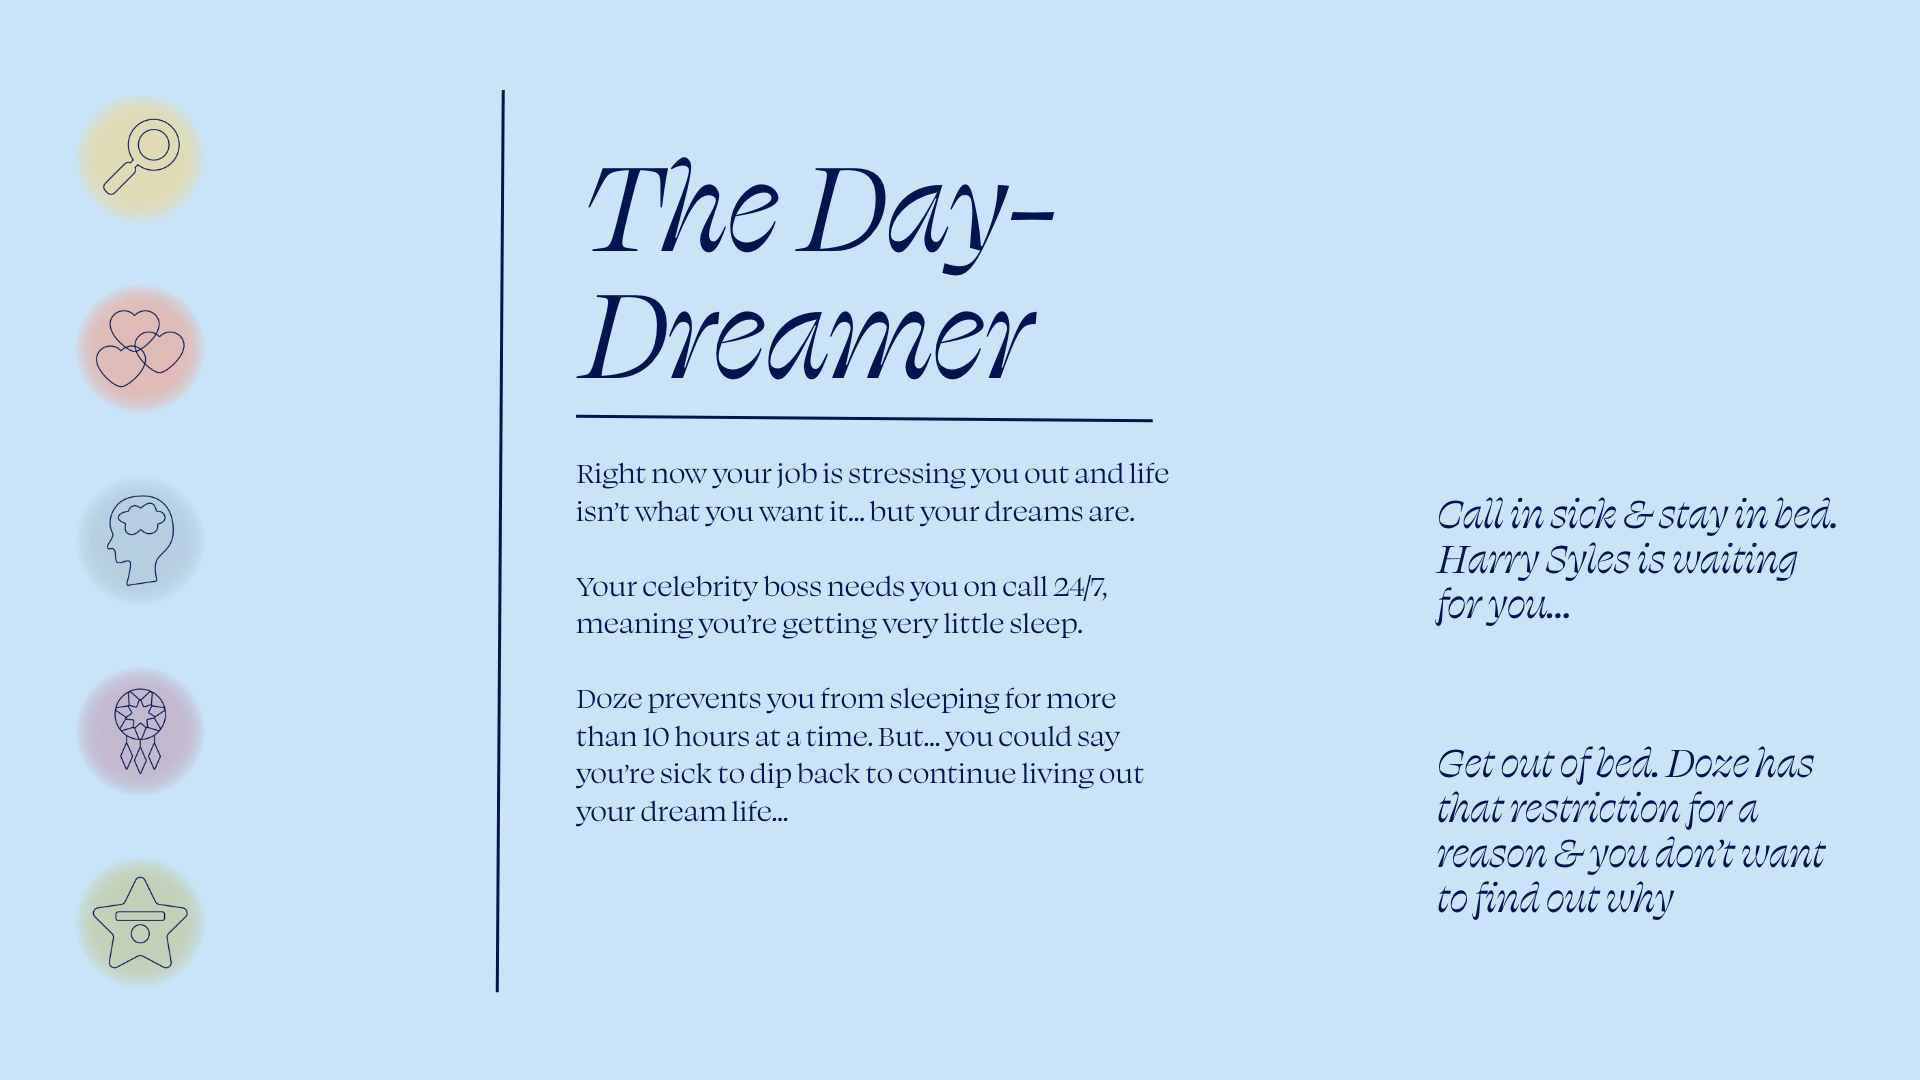 The Day-
Dreamer
Right now your job is stressing you out and life
isn't what you want it... but your dreams are.
Your celebrity boss needs you on call 24/7,
meaning you're getting very little sleep.
Doze prevents you from sleeping for more
than 10 hours at a time. But... you could say
you're sick to dip back to continue living out
your dream life...
Call in sick & stay in bed.
Harry Syles is waiting
for you...
Get out of bed. Doze has
that restriction for a
reason & you don't want
to find out why